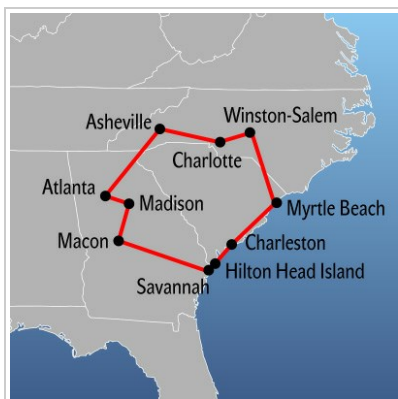 Asheville
Winston-Salem
Charlotte
Atlanta
Madison
Myrtle Beach
Macon
Charleston
Hilton Head Island
Savannah